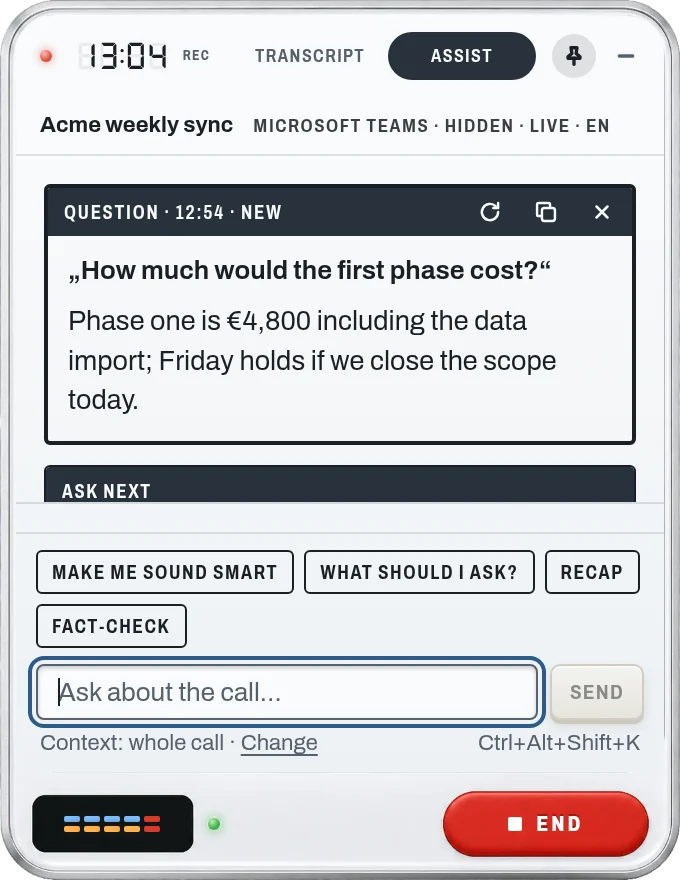 13:04 REC TRANSCRIPT ASSIST
Acme weekly sync MICROSOFT TEAMS · HIDDEN · LIVE · EN
QUESTION · 12:54 · NEW
„How much would the first phase cost?“
Phase one is €4,800 including the data
import; Friday holds if we close the scope
today.
ASK NEXT
MAKE ME SOUND SMART WHAT SHOULD I ASK? RECAP
FACT-CHECK
Ask about the call... SEND
Context: whole call · Change Ctrl+Alt+Shift+K
END